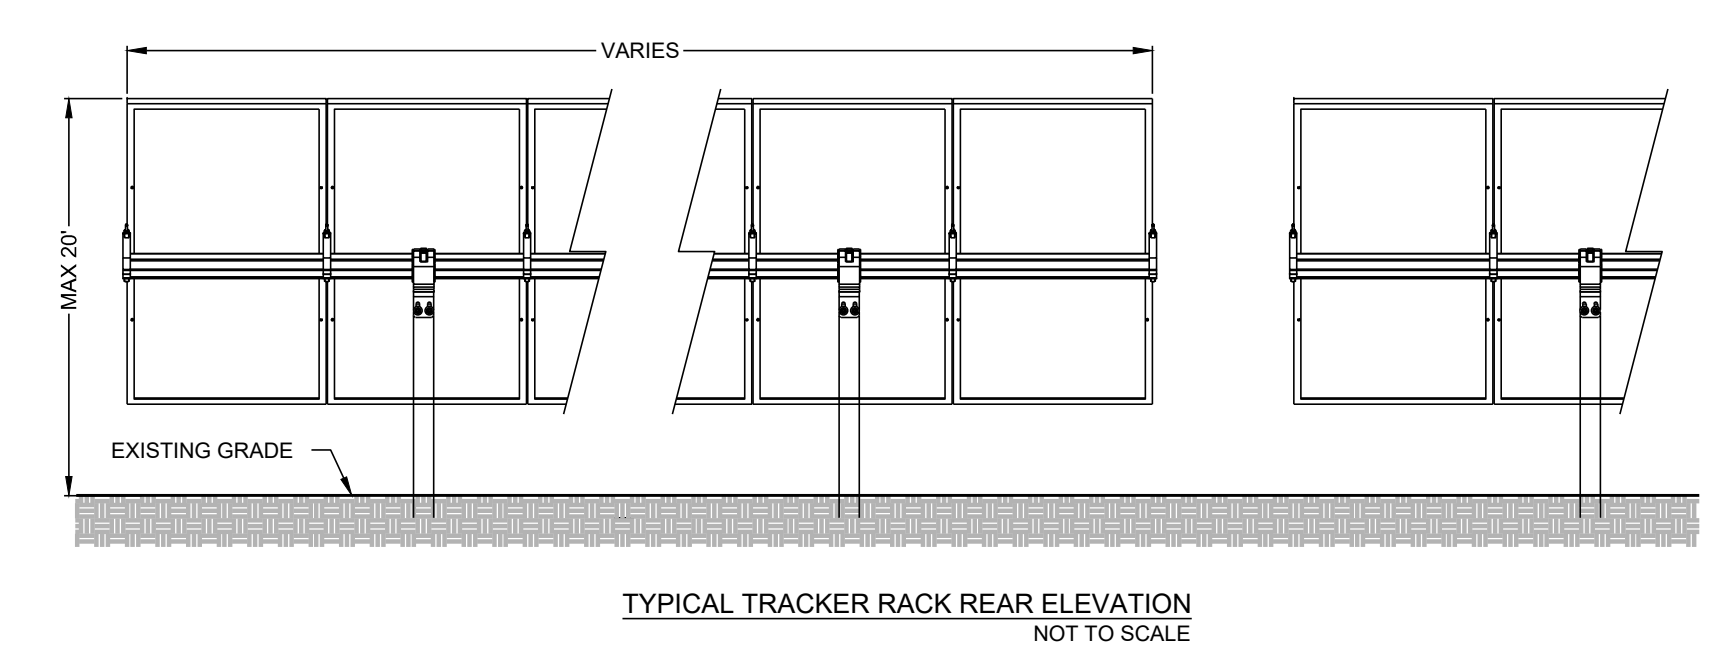 VARIES
MAX 20'
EXISTING GRADE
TYPICAL TRACKER RACK REAR ELEVATION
NOT TO SCALE